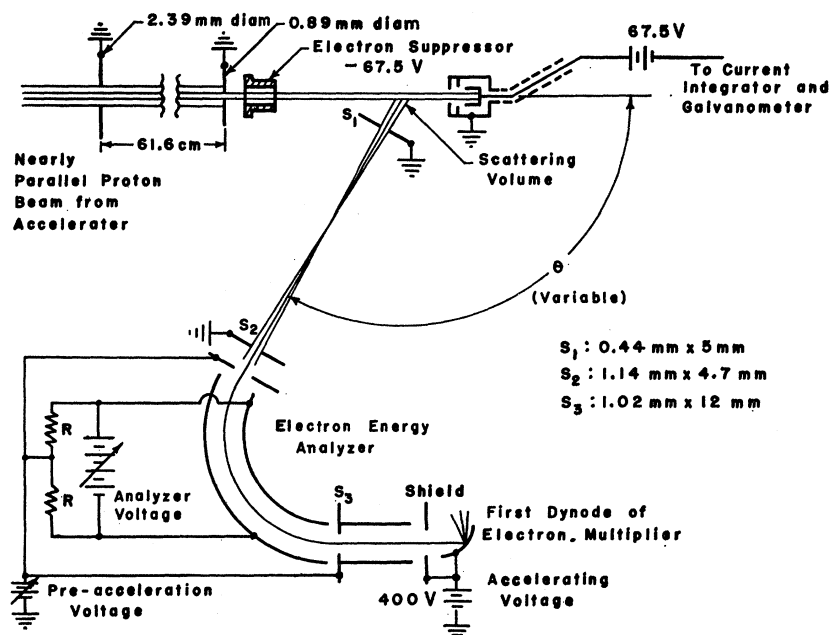 2.39 mm diam
0.89 mm diam
Electron Suppressor
- 67.5 V
67.5 V
To Current
Integrator and
Galvanometer
61.6 cm
S1
Scattering
Volume
Nearly
Parallel Proton
Beam from
Accelerater
θ
(Variable)
S2
S1 : 0.44 mm x 5 mm
S2 : 1.14 mm x 4.7 mm
S3 : 1.02 mm x 12 mm
R
R
Analyzer
Voltage
Electron Energy
Analyzer
S3
Shield
First Dynode of
Electron. Multiplier
Pre-acceleration
Voltage
400 V
Accelerating
Voltage